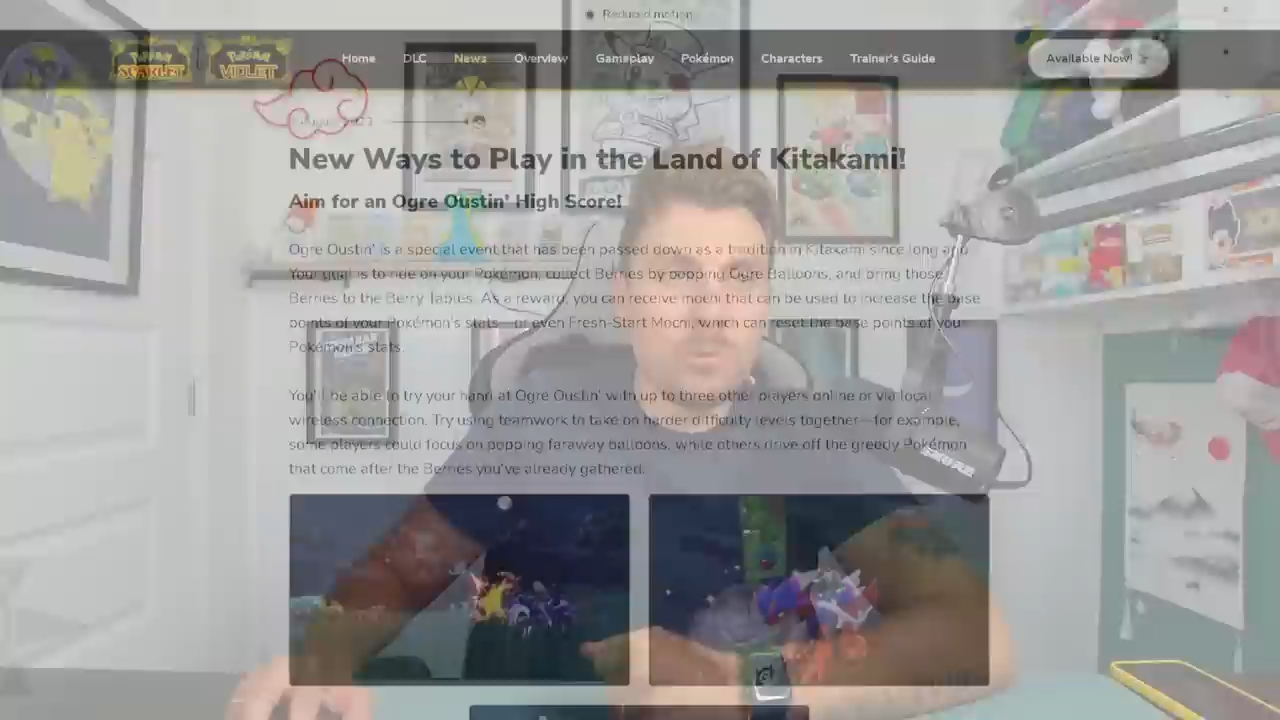 Reduced motion
Pokémon SCARLET Pokémon VIOLET Home DLC News Overview Gameplay Pokémon Characters Trainer's Guide Available Now!
New Ways to Play in the Land of Kitakami!
Aim for an Ogre Oustin' High Score!
Ogre Oustin' is a special event that has been passed down as a tradition in Kitakami since long
Your goal is to ride on your Pokémon, collect Berries by popping Ogre Balloons, and bring those
Berries to the Berry Tables. As a reward, you can receive mochi that can be used to increase the base
points of your Pokémon's stats—or even Fresh-Start Mochi, which can reset the base points of you
Pokémon's stats.
You'll be able to try your hand at Ogre Oustin' with up to three other players online or via local
wireless connection. Try using teamwork to take on harder difficulty levels together—for example,
some players could focus on popping faraway balloons, while others drive off the greedy Pokémon
that come after the Berries you've already gathered.